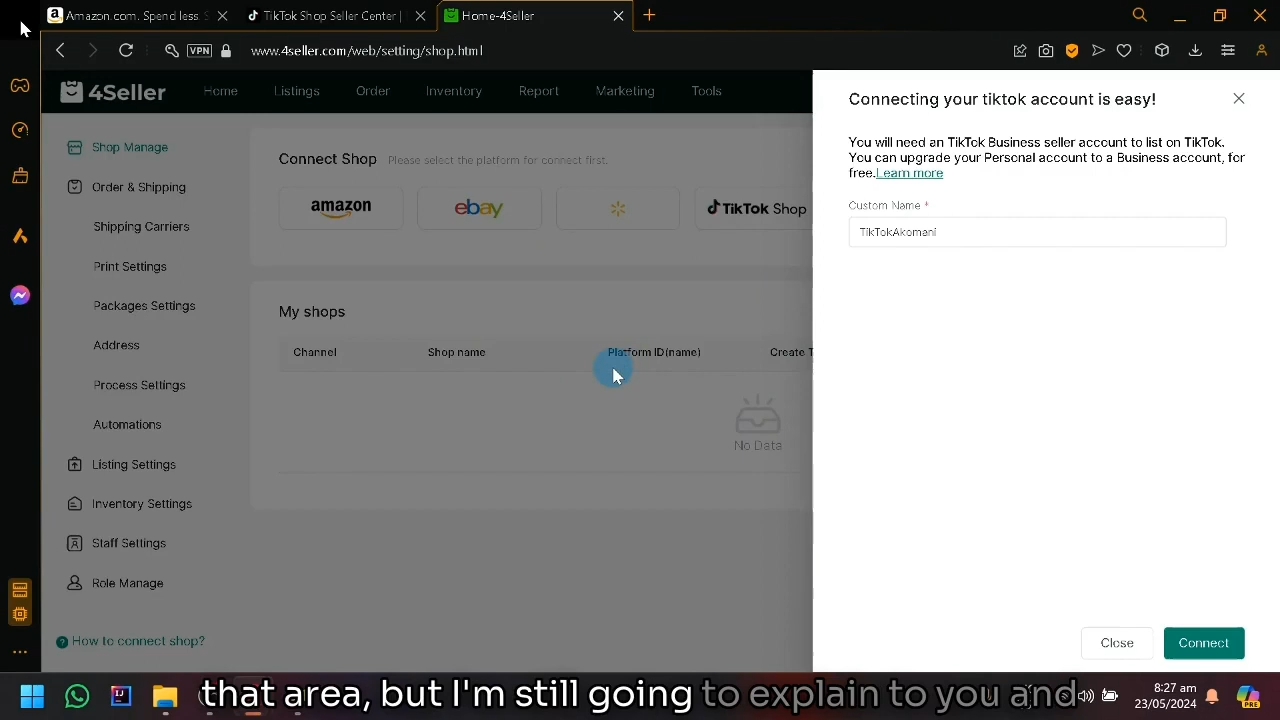 Amazon.com. Spend less. S
TikTok Shop Seller Center |
Home-4Seller
VPN
www.4seller.com/web/setting/shop.html
4Seller
Home
Listings
Order
Inventory
Report
Marketing
Tools
Shop Manage
Order & Shipping
Shipping Carriers
Print Settings
Packages Settings
Address
Process Settings
Automations
Listing Settings
Inventory Settings
Staff Settings
Role Manage
How to connect shop?
Connect Shop Please select the platform for connect first.
amazon
ebay
TikTok Shop
My shops
Channel
Shop name
Platform ID(name)
Create T
No Data
Connecting your tiktok account is easy!
You will need an TikTok Business seller account to list on TikTok.
You can upgrade your Personal account to a Business account, for
free.Learn more
Custom Name *
TikTokAkomani
Close
Connect
that area, but I'm still going to explain to you and
8:27 am
23/05/2024
PRE